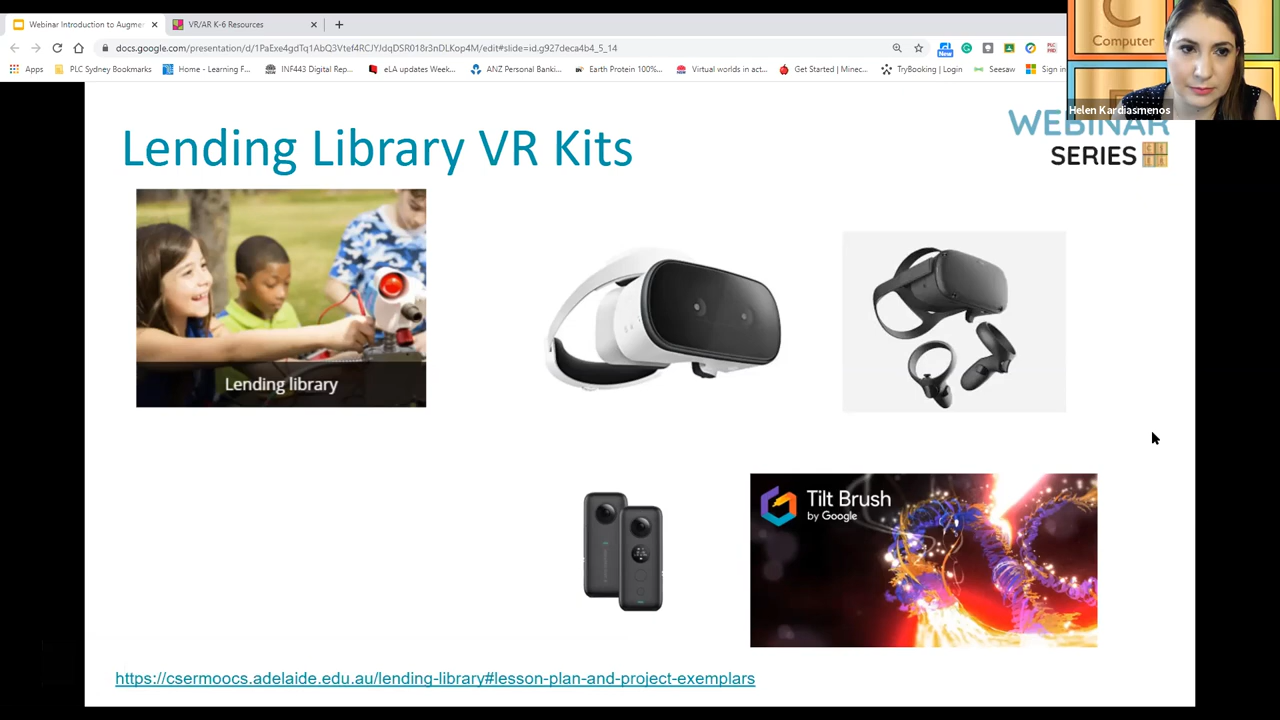 Webinar Introduction to Augme
VR/AR K-6 Resources
docs.google.com/presentation/d/1PaExe4gdTq1AbQ3Vtef4RCJYJdqDSR0I8r3nDLKop4M/edit#slide=id.g927deca4b4_5_14
Apps
PLC Sydney Bookmarks
Home - Learning F...
INF443 Digital Rep...
eLA updates Week...
ANZ Personal Banki...
Earth Protein 100%...
Virtual worlds in act...
Get Started | Minec...
TryBooking | Login
Seesaw
Sign in
New
Computer
Helen Kardiasmenos
Lending Library VR Kits
WEBINAR
SERIES
Lending library
Tilt Brush
by Google
https://csermoocs.adelaide.edu.au/lending-library#lesson-plan-and-project-exemplars